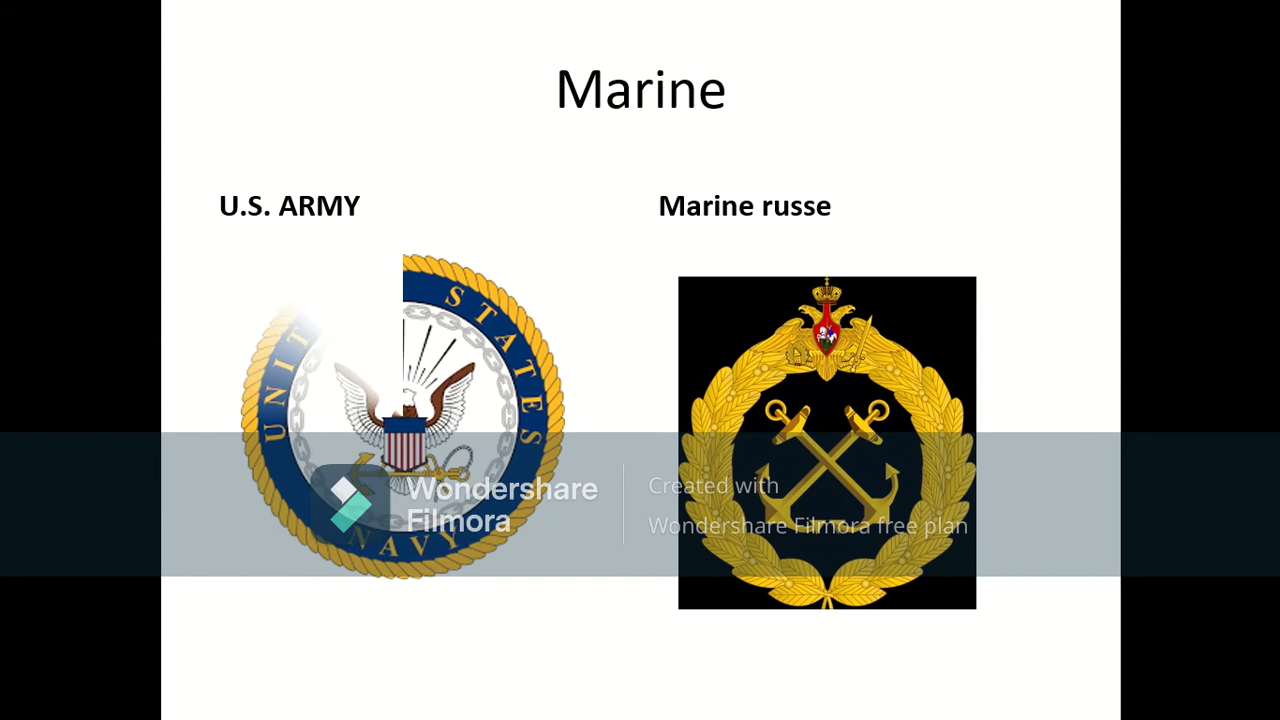 Marine
U.S. ARMY
Marine russe
UNITED STATES
NAVY
Wondershare
Filmora
Created with
Wondershare Filmora free plan